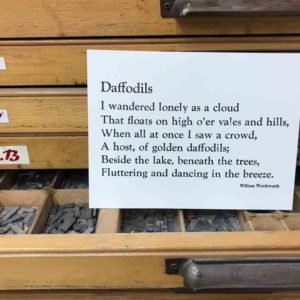 Daffodils
I wandered lonely as a cloud
That floats on high o'er vales and hills,
When all at once I saw a crowd,
A host, of golden daffodils;
Beside the lake, beneath the trees,
Fluttering and dancing in the breeze.
William Wordsworth